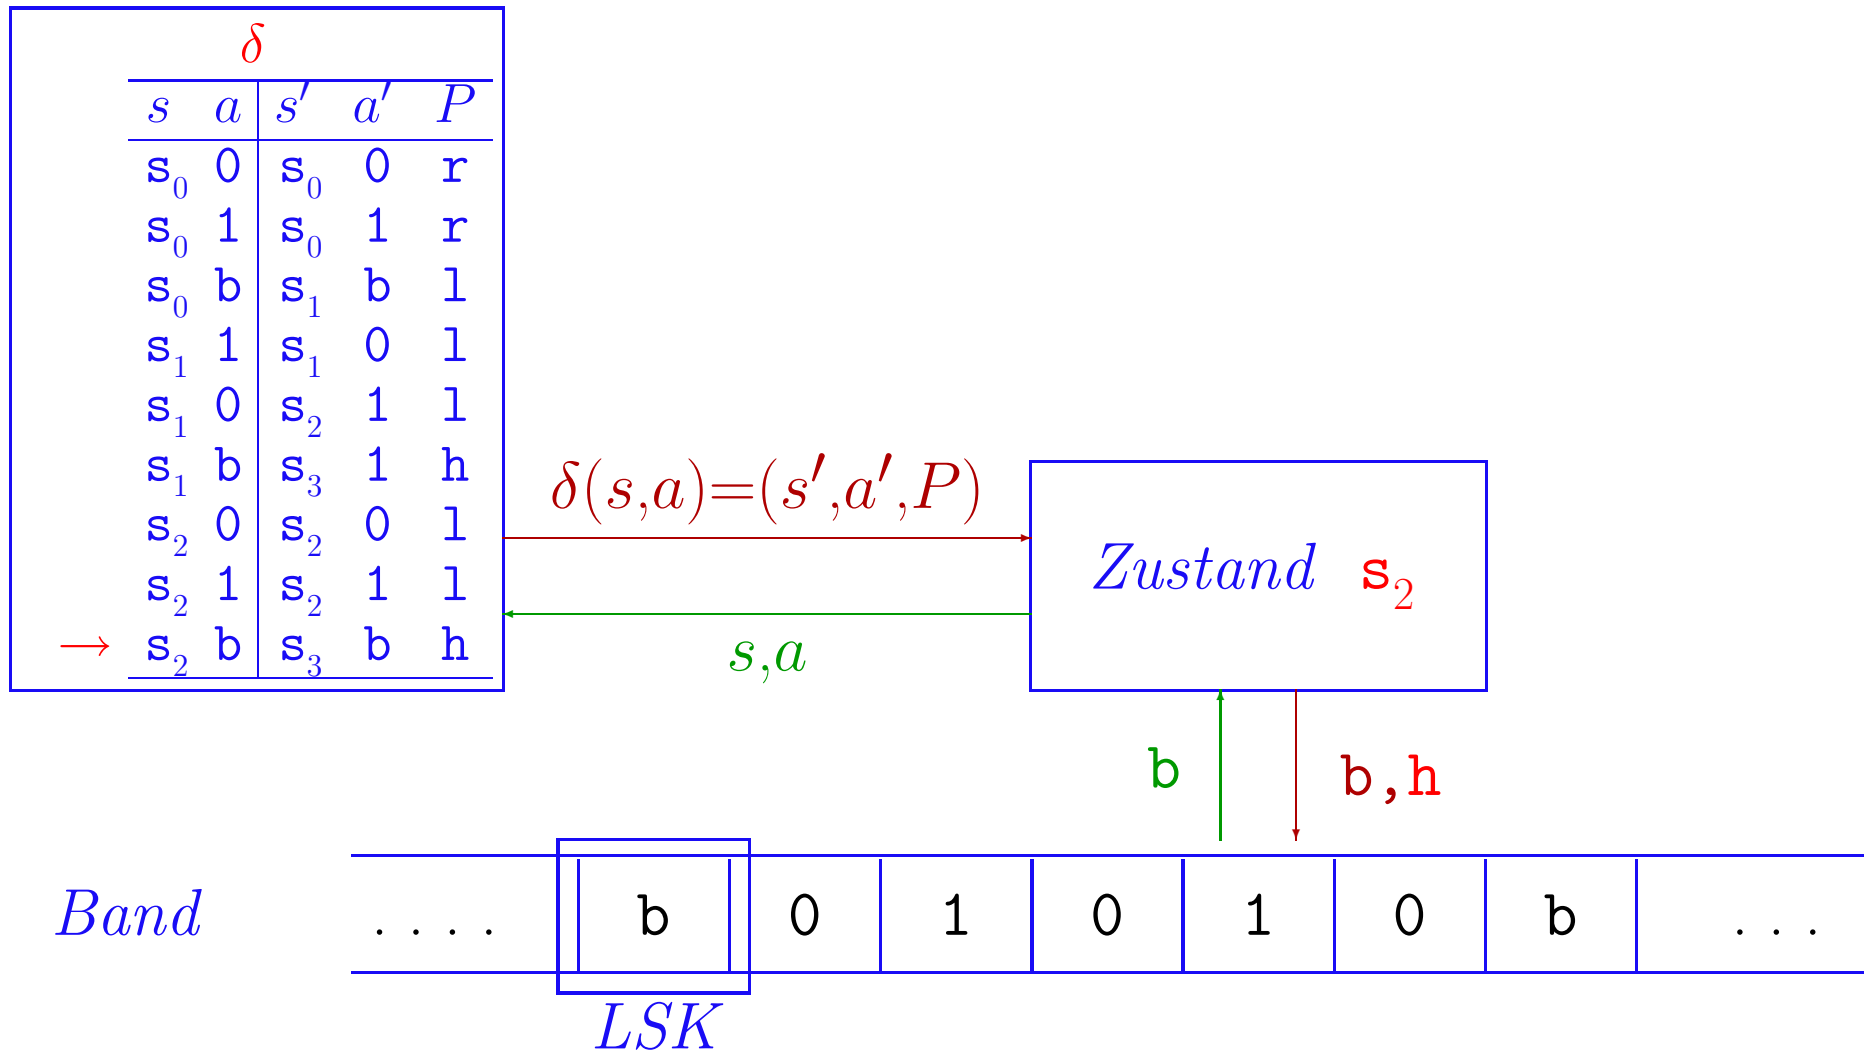 δ
s a s′ a′ P
s₀ 0 s₀ 0 r
s₀ 1 s₀ 1 r
s₀ b s₁ b l
s₁ 1 s₁ 0 l
s₁ 0 s₂ 1 l
s₁ b s₃ 1 h
s₂ 0 s₂ 0 l
s₂ 1 s₂ 1 l
→ s₂ b s₃ b h
δ(s,a)=(s′,a′,P)
s,a
Zustand s₂
b
b,h
Band . . . . b 0 1 0 1 0 b . . .
LSK